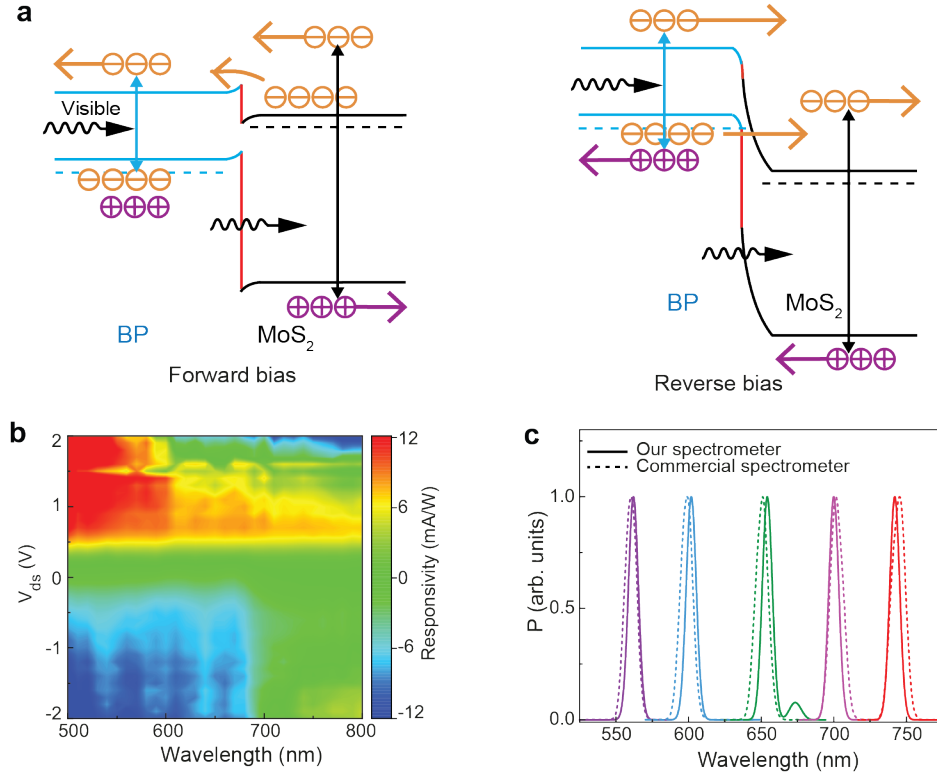 a
Visible
BP
MoS2
Forward bias
BP
MoS2
Reverse bias
b
2
1
0
-1
-2
Vds (V)
500
600
700
800
Wavelength (nm)
12
6
0
-6
-12
Responsivity (mA/W)
c
Our spectrometer
Commercial spectrometer
1.0
0.5
0.0
P (arb. units)
550
600
650
700
750
Wavelength (nm)